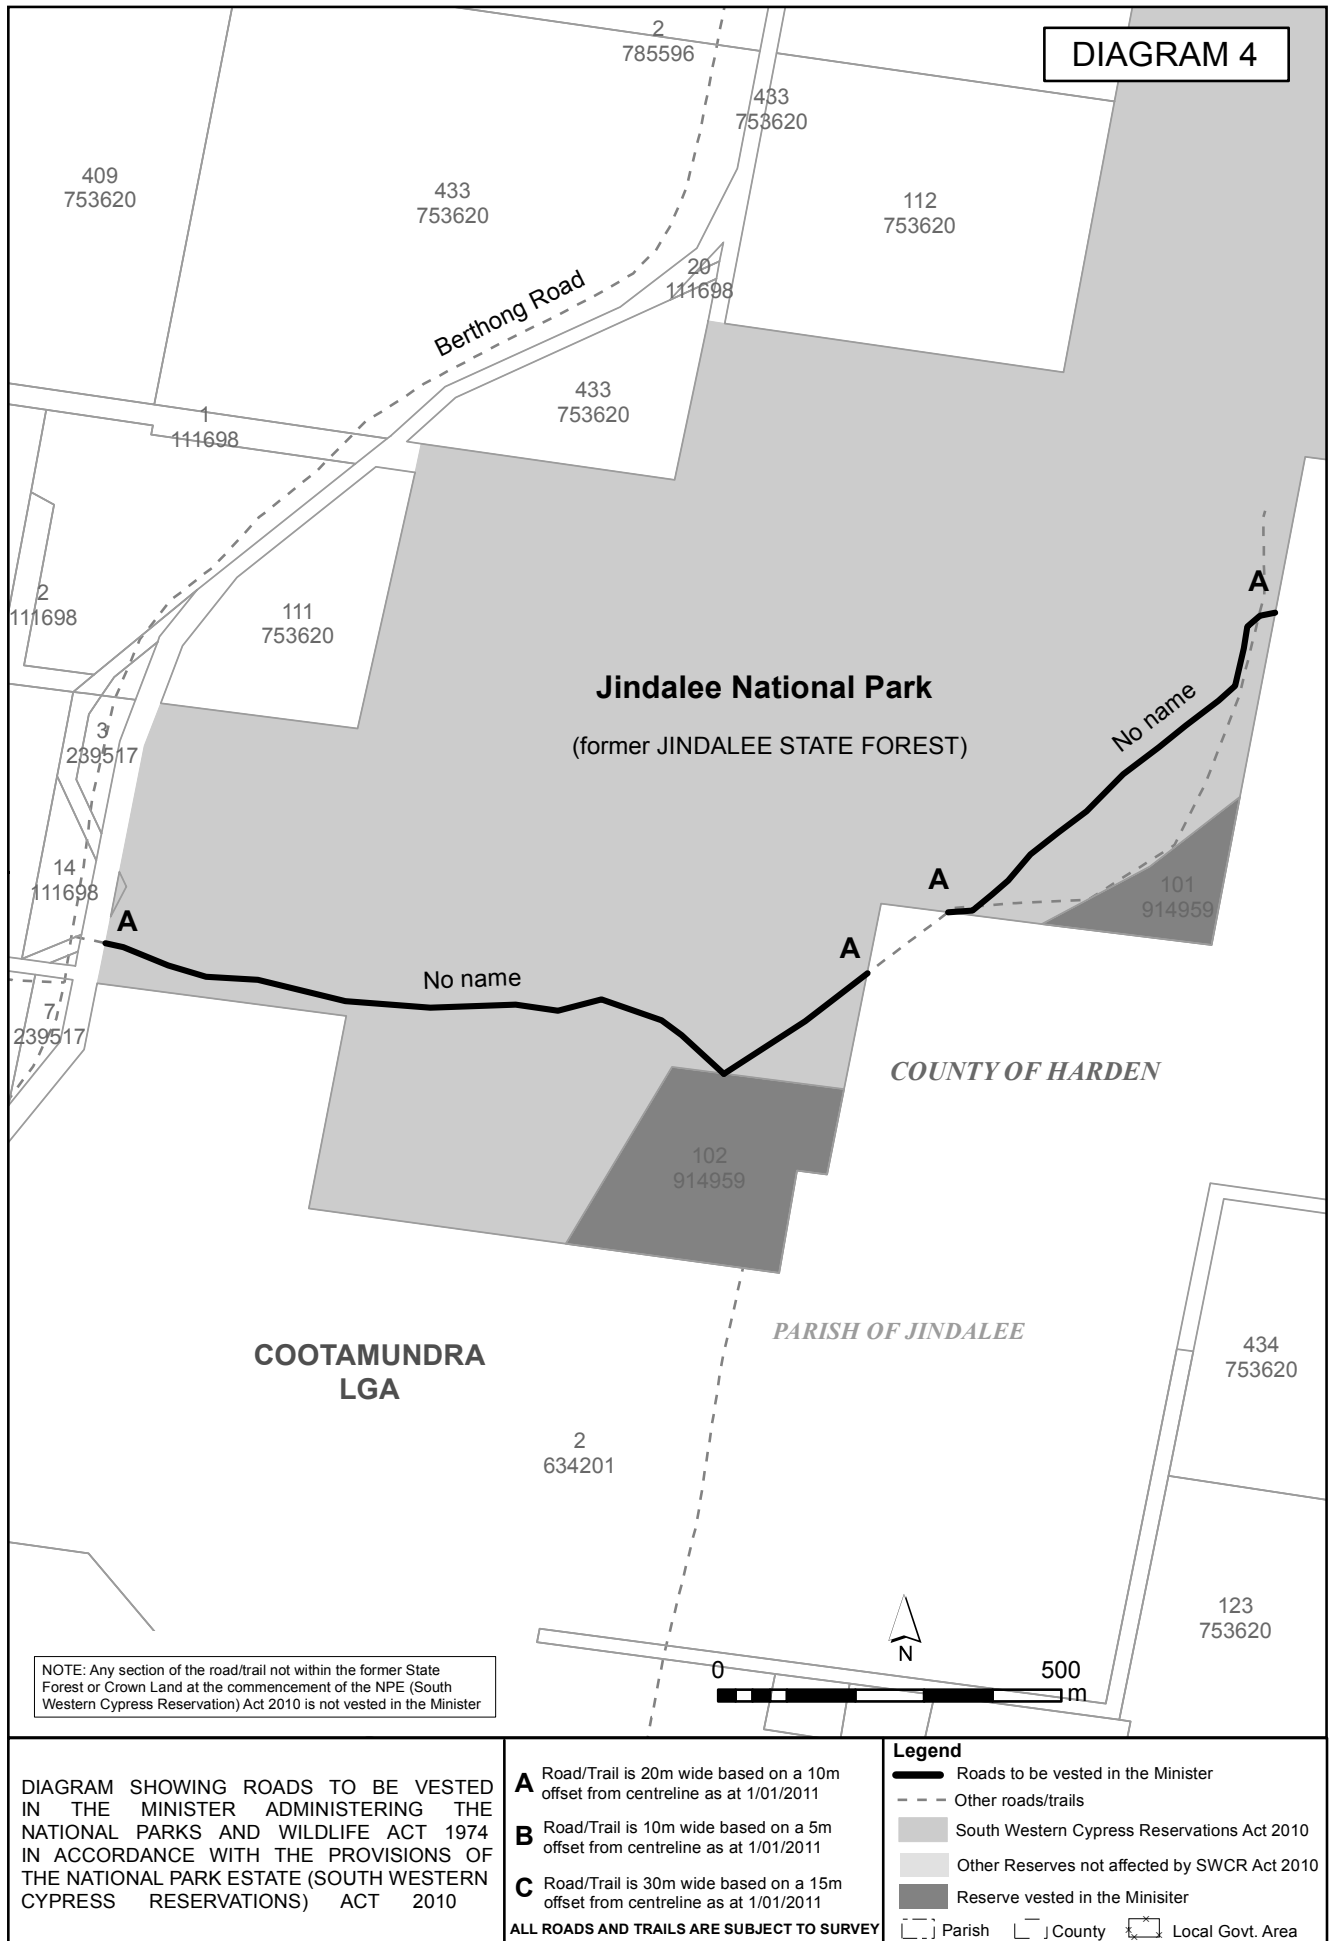 DIAGRAM 4
2
785596
433
753620
409
753620
433
753620
112
753620
20
111698
Berthong Road
433
753620
1
111698
2
111698
111
753620
A
Jindalee National Park
(former JINDALEE STATE FOREST)
No name
3
239517
14
111698
A
A
101
914959
A
No name
7
239517
COUNTY OF HARDEN
102
914959
PARISH OF JINDALEE
COOTAMUNDRA
LGA
434
753620
2
634201
123
753620
N
0
500
m
NOTE: Any section of the road/trail not within the former State
Forest or Crown Land at the commencement of the NPE (South
Western Cypress Reservation) Act 2010 is not vested in the Minister
DIAGRAM SHOWING ROADS TO BE VESTED
IN THE MINISTER ADMINISTERING THE
NATIONAL PARKS AND WILDLIFE ACT 1974
IN ACCORDANCE WITH THE PROVISIONS OF
THE NATIONAL PARK ESTATE (SOUTH WESTERN
CYPRESS RESERVATIONS) ACT 2010
A Road/Trail is 20m wide based on a 10m
offset from centreline as at 1/01/2011
B Road/Trail is 10m wide based on a 5m
offset from centreline as at 1/01/2011
C Road/Trail is 30m wide based on a 15m
offset from centreline as at 1/01/2011
ALL ROADS AND TRAILS ARE SUBJECT TO SURVEY
Legend
Roads to be vested in the Minister
Other roads/trails
South Western Cypress Reservations Act 2010
Other Reserves not affected by SWCR Act 2010
Reserve vested in the Minisiter
Parish County Local Govt. Area